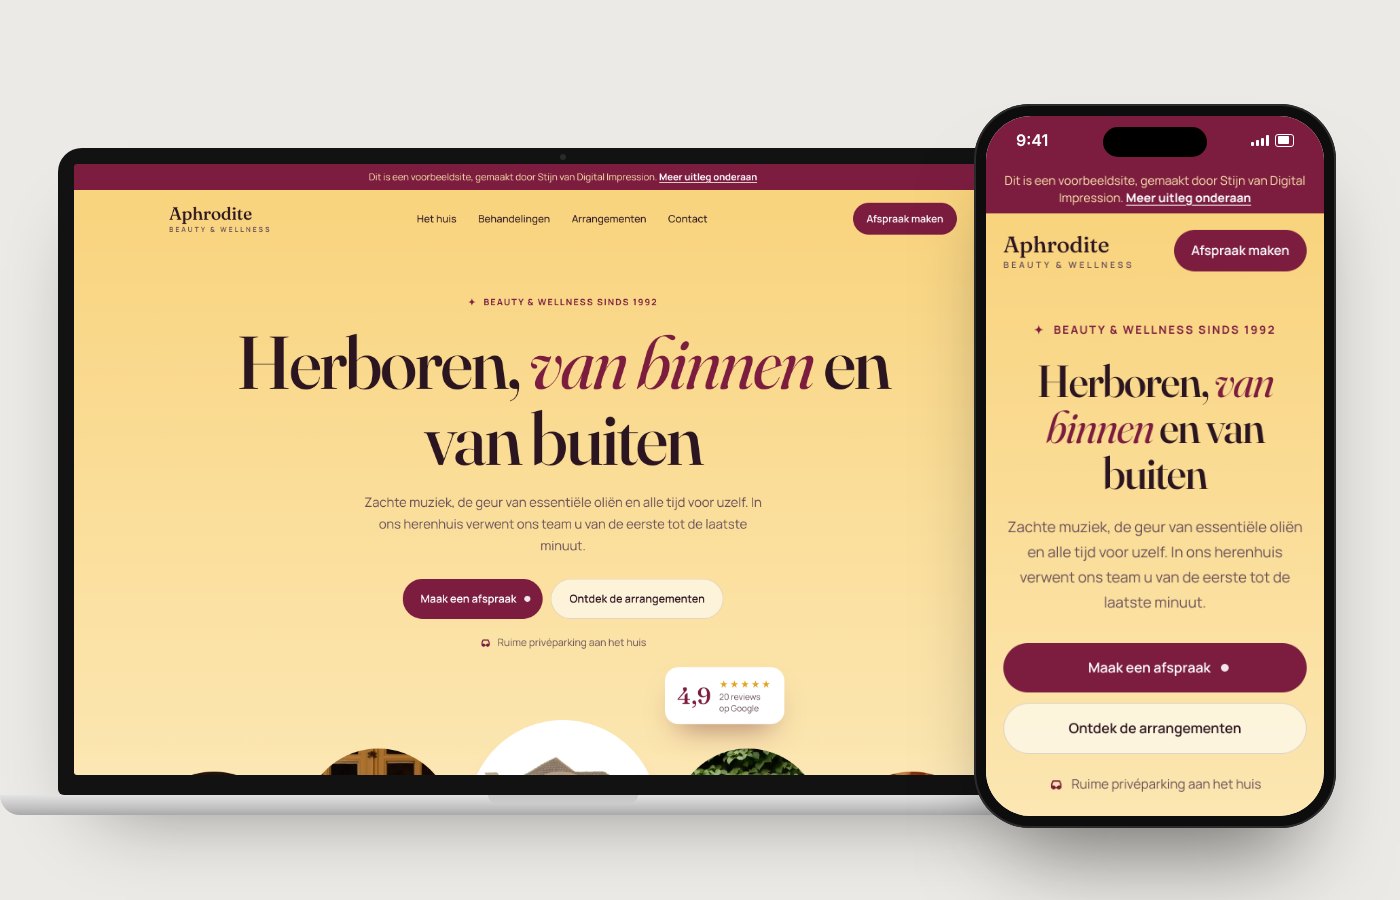 Dit is een voorbeeldsite, gemaakt door Stijn van Digital Impression. Meer uitleg onderaan
Aphrodite
BEAUTY & WELLNESS
Het huis
Behandelingen
Arrangementen
Contact
Afspraak maken
BEAUTY & WELLNESS SINDS 1992
Herboren, van binnen en
van buiten
Zachte muziek, de geur van essentiële oliën en alle tijd voor uzelf. In
ons herenhuis verwent ons team u van de eerste tot de laatste
minuut.
Maak een afspraak
Ontdek de arrangementen
Ruime privéparking aan het huis
4,9
20 reviews
op Google
9:41
Dit is een voorbeeldsite, gemaakt door Stijn van Digital
Impression. Meer uitleg onderaan
Aphrodite
BEAUTY & WELLNESS
Afspraak maken
BEAUTY & WELLNESS SINDS 1992
Herboren, van
binnen en van
buiten
Zachte muziek, de geur van essentiële oliën
en alle tijd voor uzelf. In ons herenhuis
verwent ons team u van de eerste tot de
laatste minuut.
Maak een afspraak
Ontdek de arrangementen
Ruime privéparking aan het huis